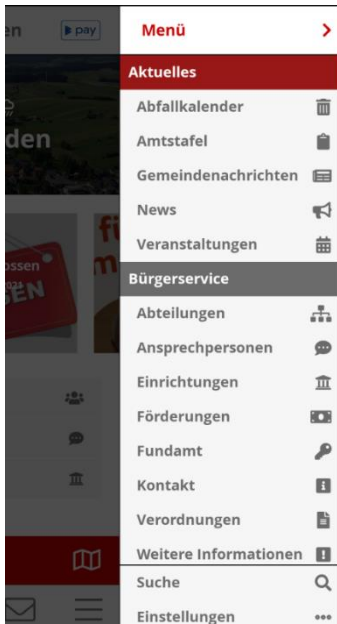 en
pay
Menü
Aktuelles
Abfallkalender
den
Amtstafel
Gemeindenachrichten
News
Veranstaltungen
Bürgerservice
ossen
Abteilungen
Ansprechpersonen
Einrichtungen
Förderungen
Fundamt
Kontakt
Verordnungen
Weitere Informationen
Suche
Einstellungen